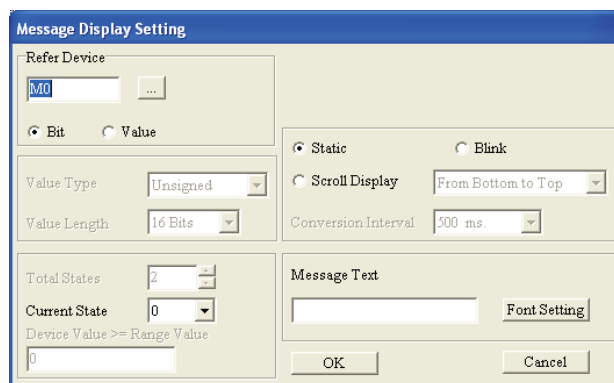 Message Display Setting
Refer Device
M0
...
Bit
Value
Value Type
Unsigned
Value Length
16 Bits
Static
Blink
Scroll Display
From Bottom to Top
Conversion Interval
500 ms.
Total States
2
Current State
0
Device Value >= Range Value
0
Message Text
Font Setting
OK
Cancel